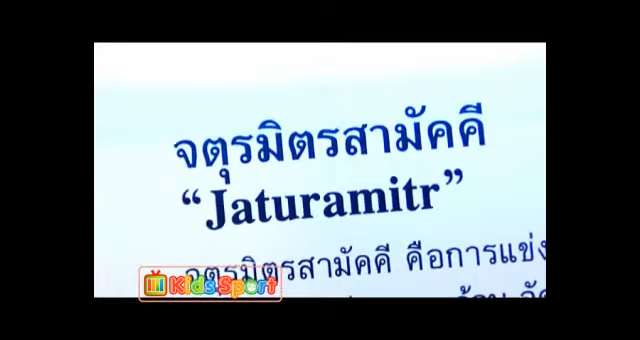 จตุรมิตรสามัคคี
“Jaturamitr”
จตุรมิตรสามัคคี คือการแข่ง
Kids.Sport